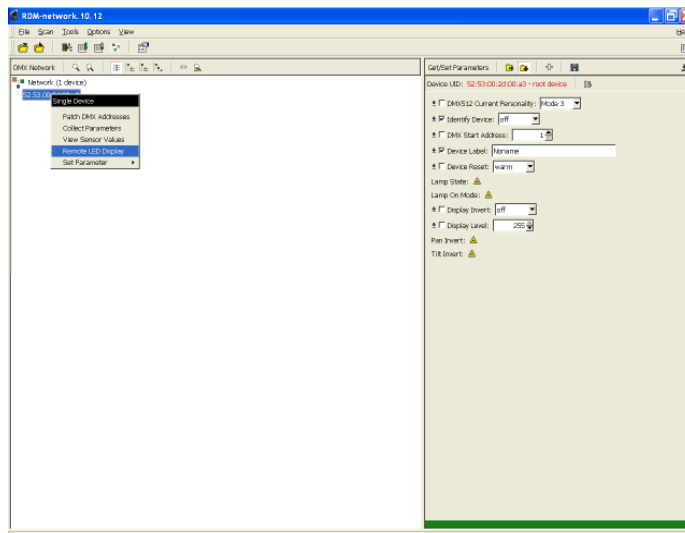 RDM-network.10.12
File Scan Tools Options View
DMX Network
Get/Set Parameters
Network (1 device)
Device UID: 52:53:00:2d:00:a3 - root device
Single Device
Patch DMX Addresses
Collect Parameters
View Sensor Values
Remote LED Display
Set Parameter
DMX512 Current Personality: Mode 3
Identify Device: off
DMX Start Address: 1
Device Label: Noname
Device Reset: warm
Lamp State:
Lamp On Mode:
Display Invert: off
Display Level: 255
Pan Invert:
Tilt Invert: